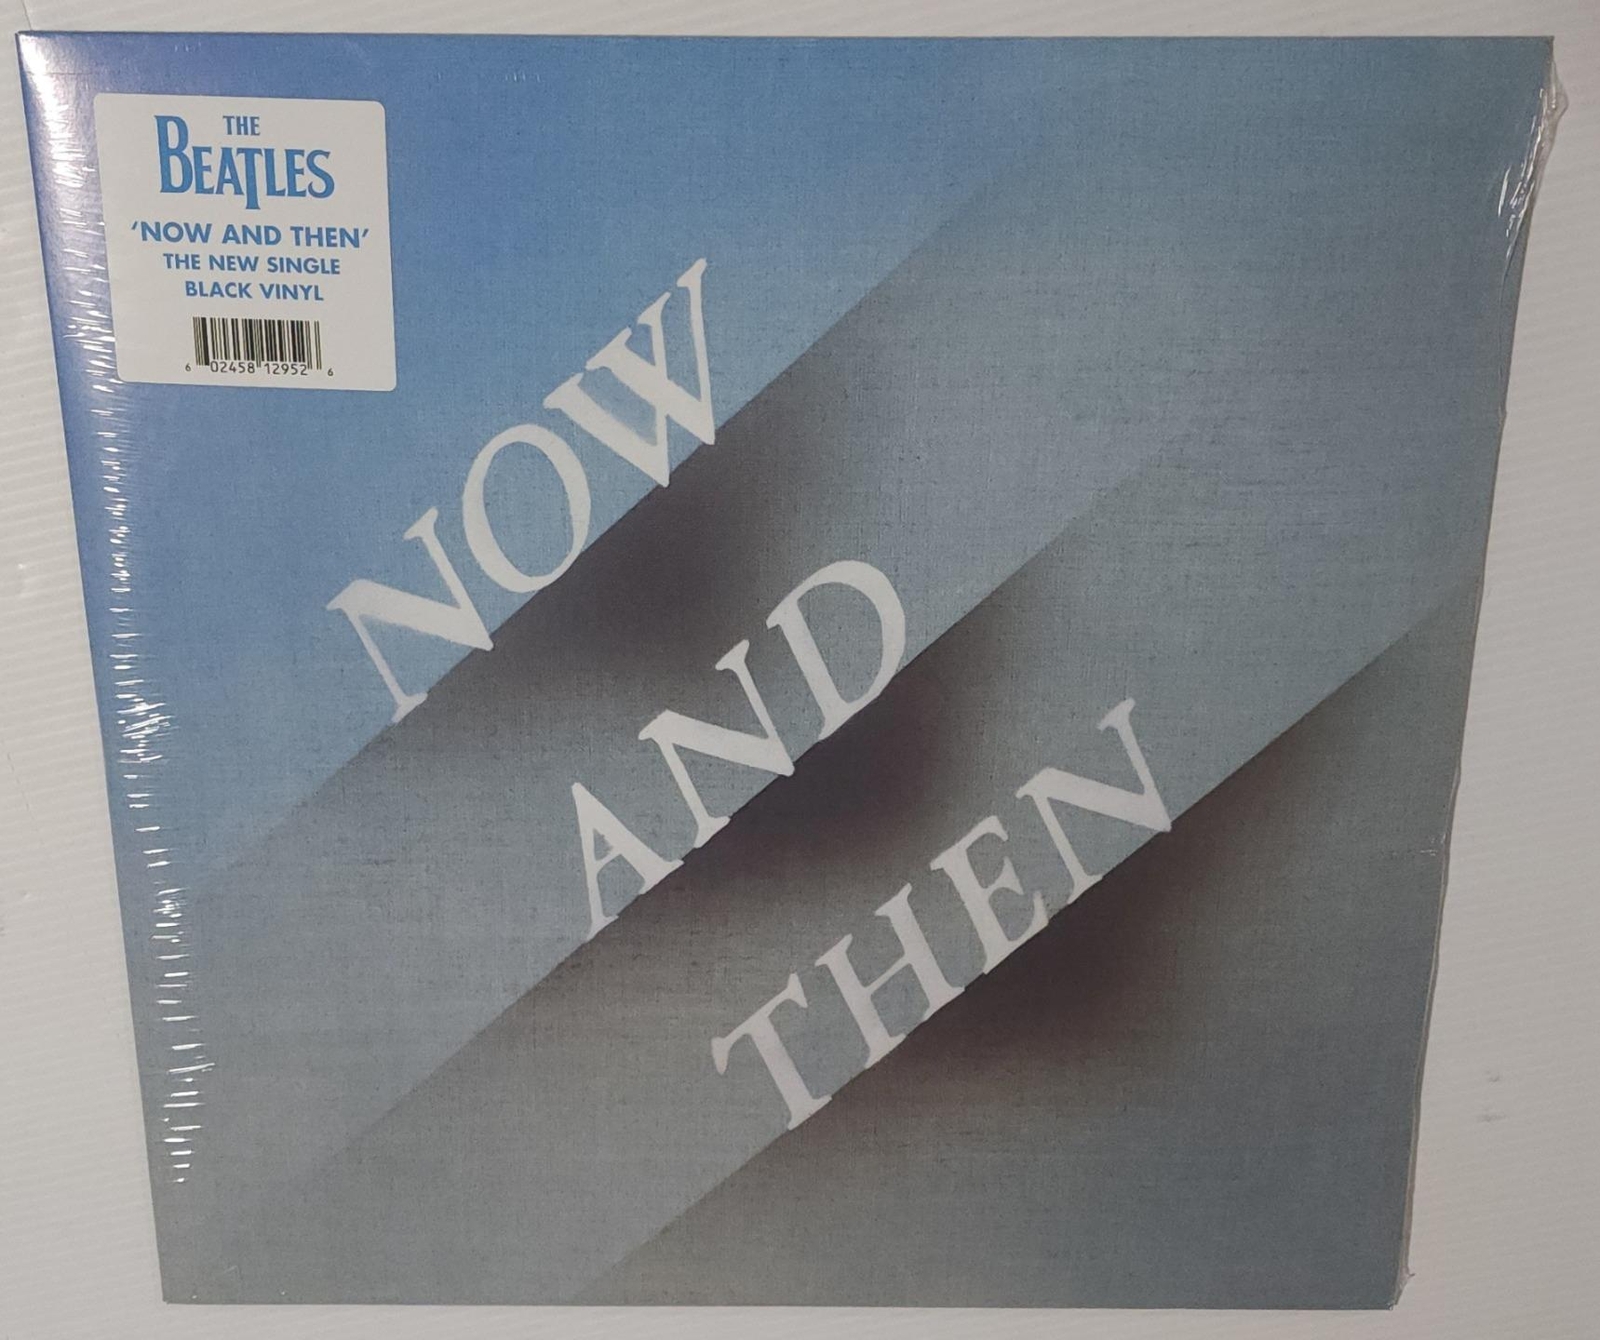 THE
BEATLES
'NOW AND THEN'
THE NEW SINGLE
BLACK VINYL
6 02458 12952 6
NOW
AND
THEN